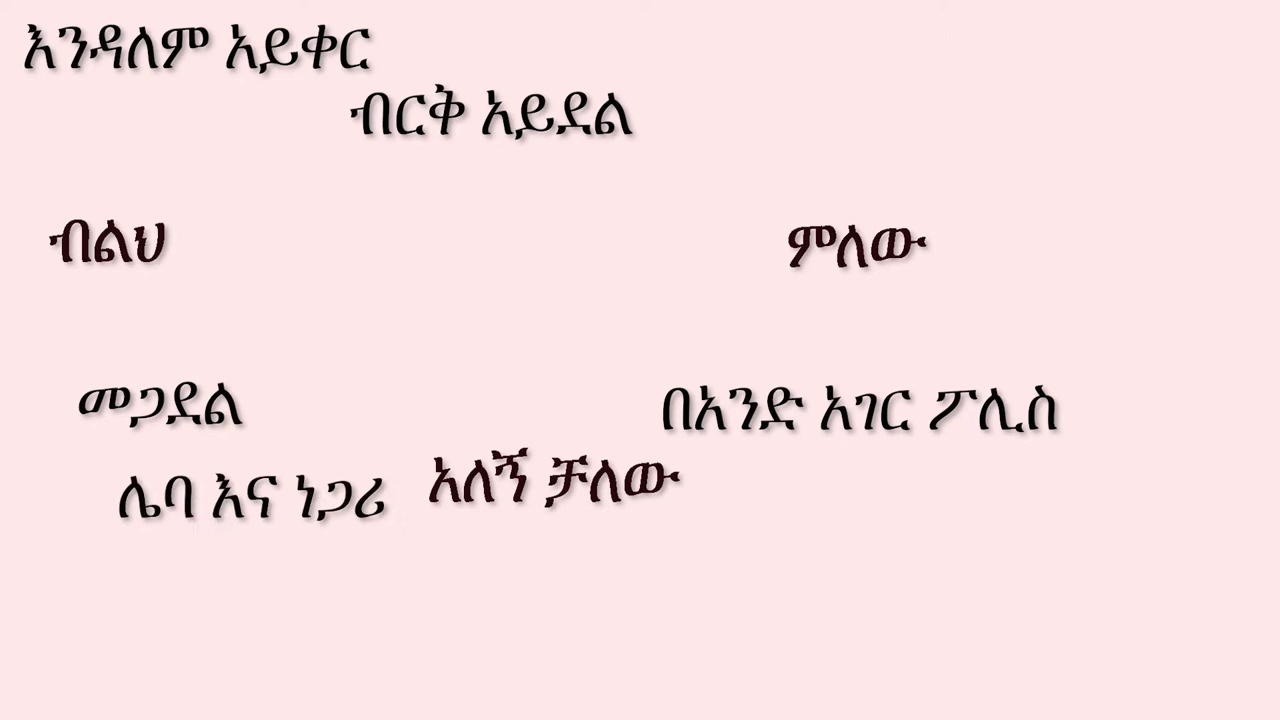 እንዳለም አይቀር
ብርቅ አይደል
ብልህ ምለው
መጋደል በአንድ አገር ፖሊስ
ሌባ እና ነጋሪ አለኝ ቻለው